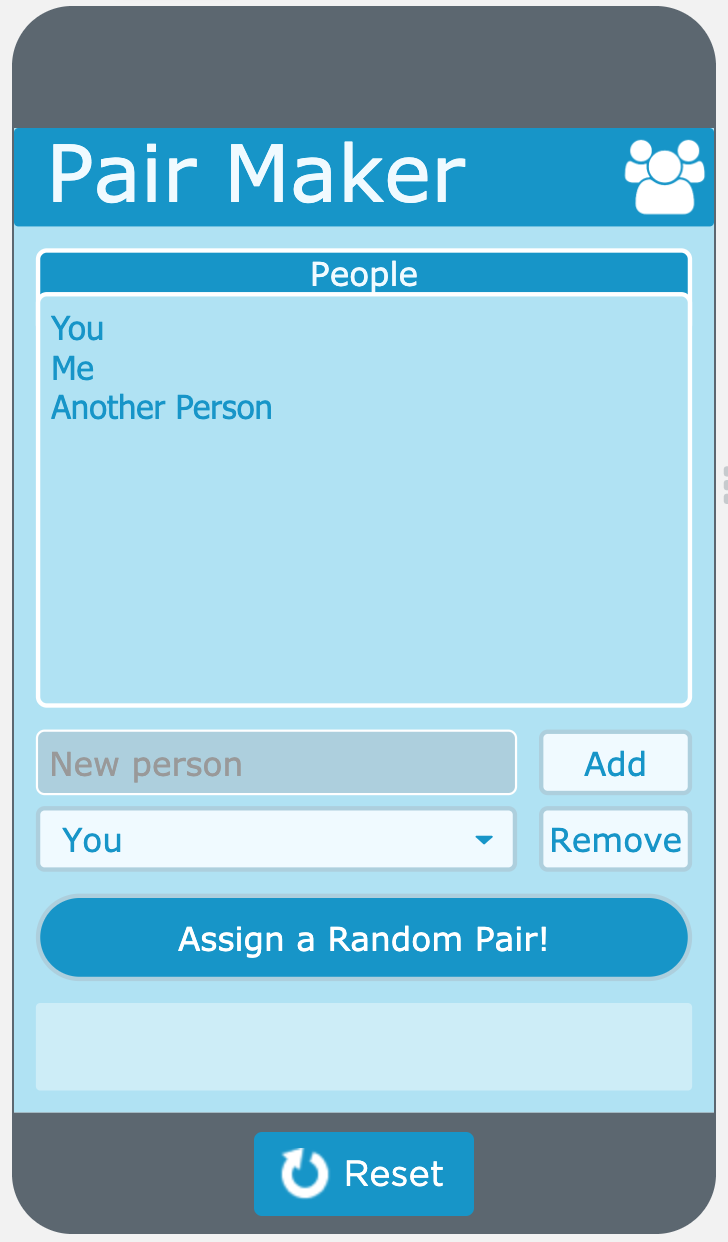 Pair Maker
People
You
Me
Another Person
New person
Add
You
Remove
Assign a Random Pair!
Reset